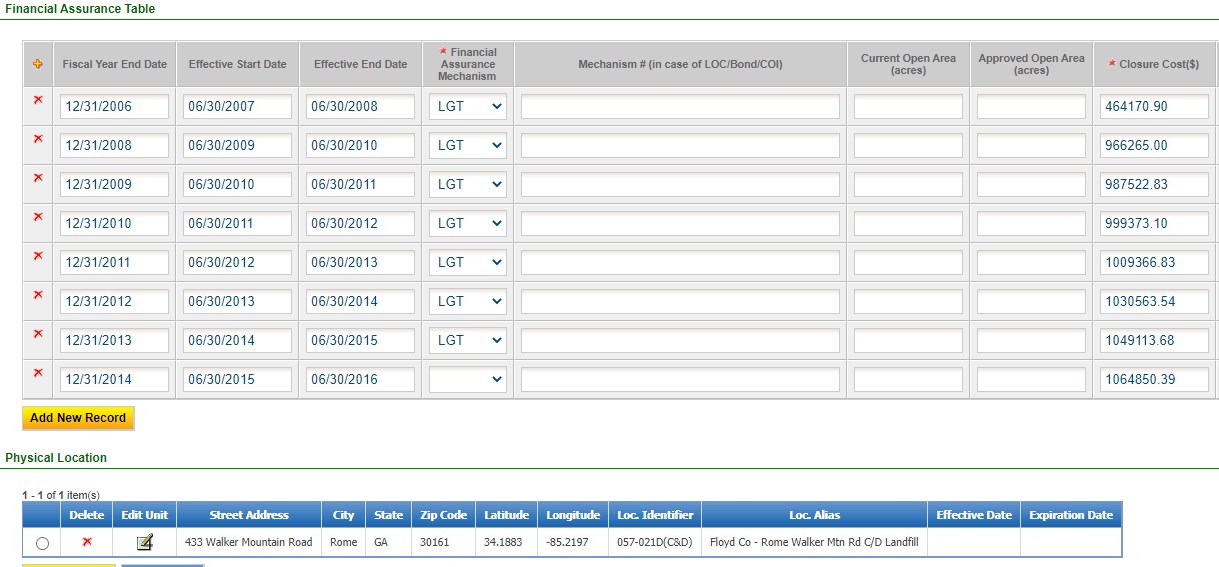 Financial Assurance Table
Fiscal Year End Date Effective Start Date Effective End Date * Financial Assurance Mechanism Mechanism # (in case of LOC/Bond/COI) Current Open Area (acres) Approved Open Area (acres) * Closure Cost($)
12/31/2006 06/30/2007 06/30/2008 LGT 464170.90
12/31/2008 06/30/2009 06/30/2010 LGT 966265.00
12/31/2009 06/30/2010 06/30/2011 LGT 987522.83
12/31/2010 06/30/2011 06/30/2012 LGT 999373.10
12/31/2011 06/30/2012 06/30/2013 LGT 1009366.83
12/31/2012 06/30/2013 06/30/2014 LGT 1030563.54
12/31/2013 06/30/2014 06/30/2015 LGT 1049113.68
12/31/2014 06/30/2015 06/30/2016 1064850.39
Add New Record
Physical Location
1 - 1 of 1 item(s)
Delete Edit Unit Street Address City State Zip Code Latitude Longitude Loc. Identifier Loc. Alias Effective Date Expiration Date
433 Walker Mountain Road Rome GA 30161 34.1883 -85.2197 057-021D(C&D) Floyd Co - Rome Walker Mtn Rd C/D Landfill